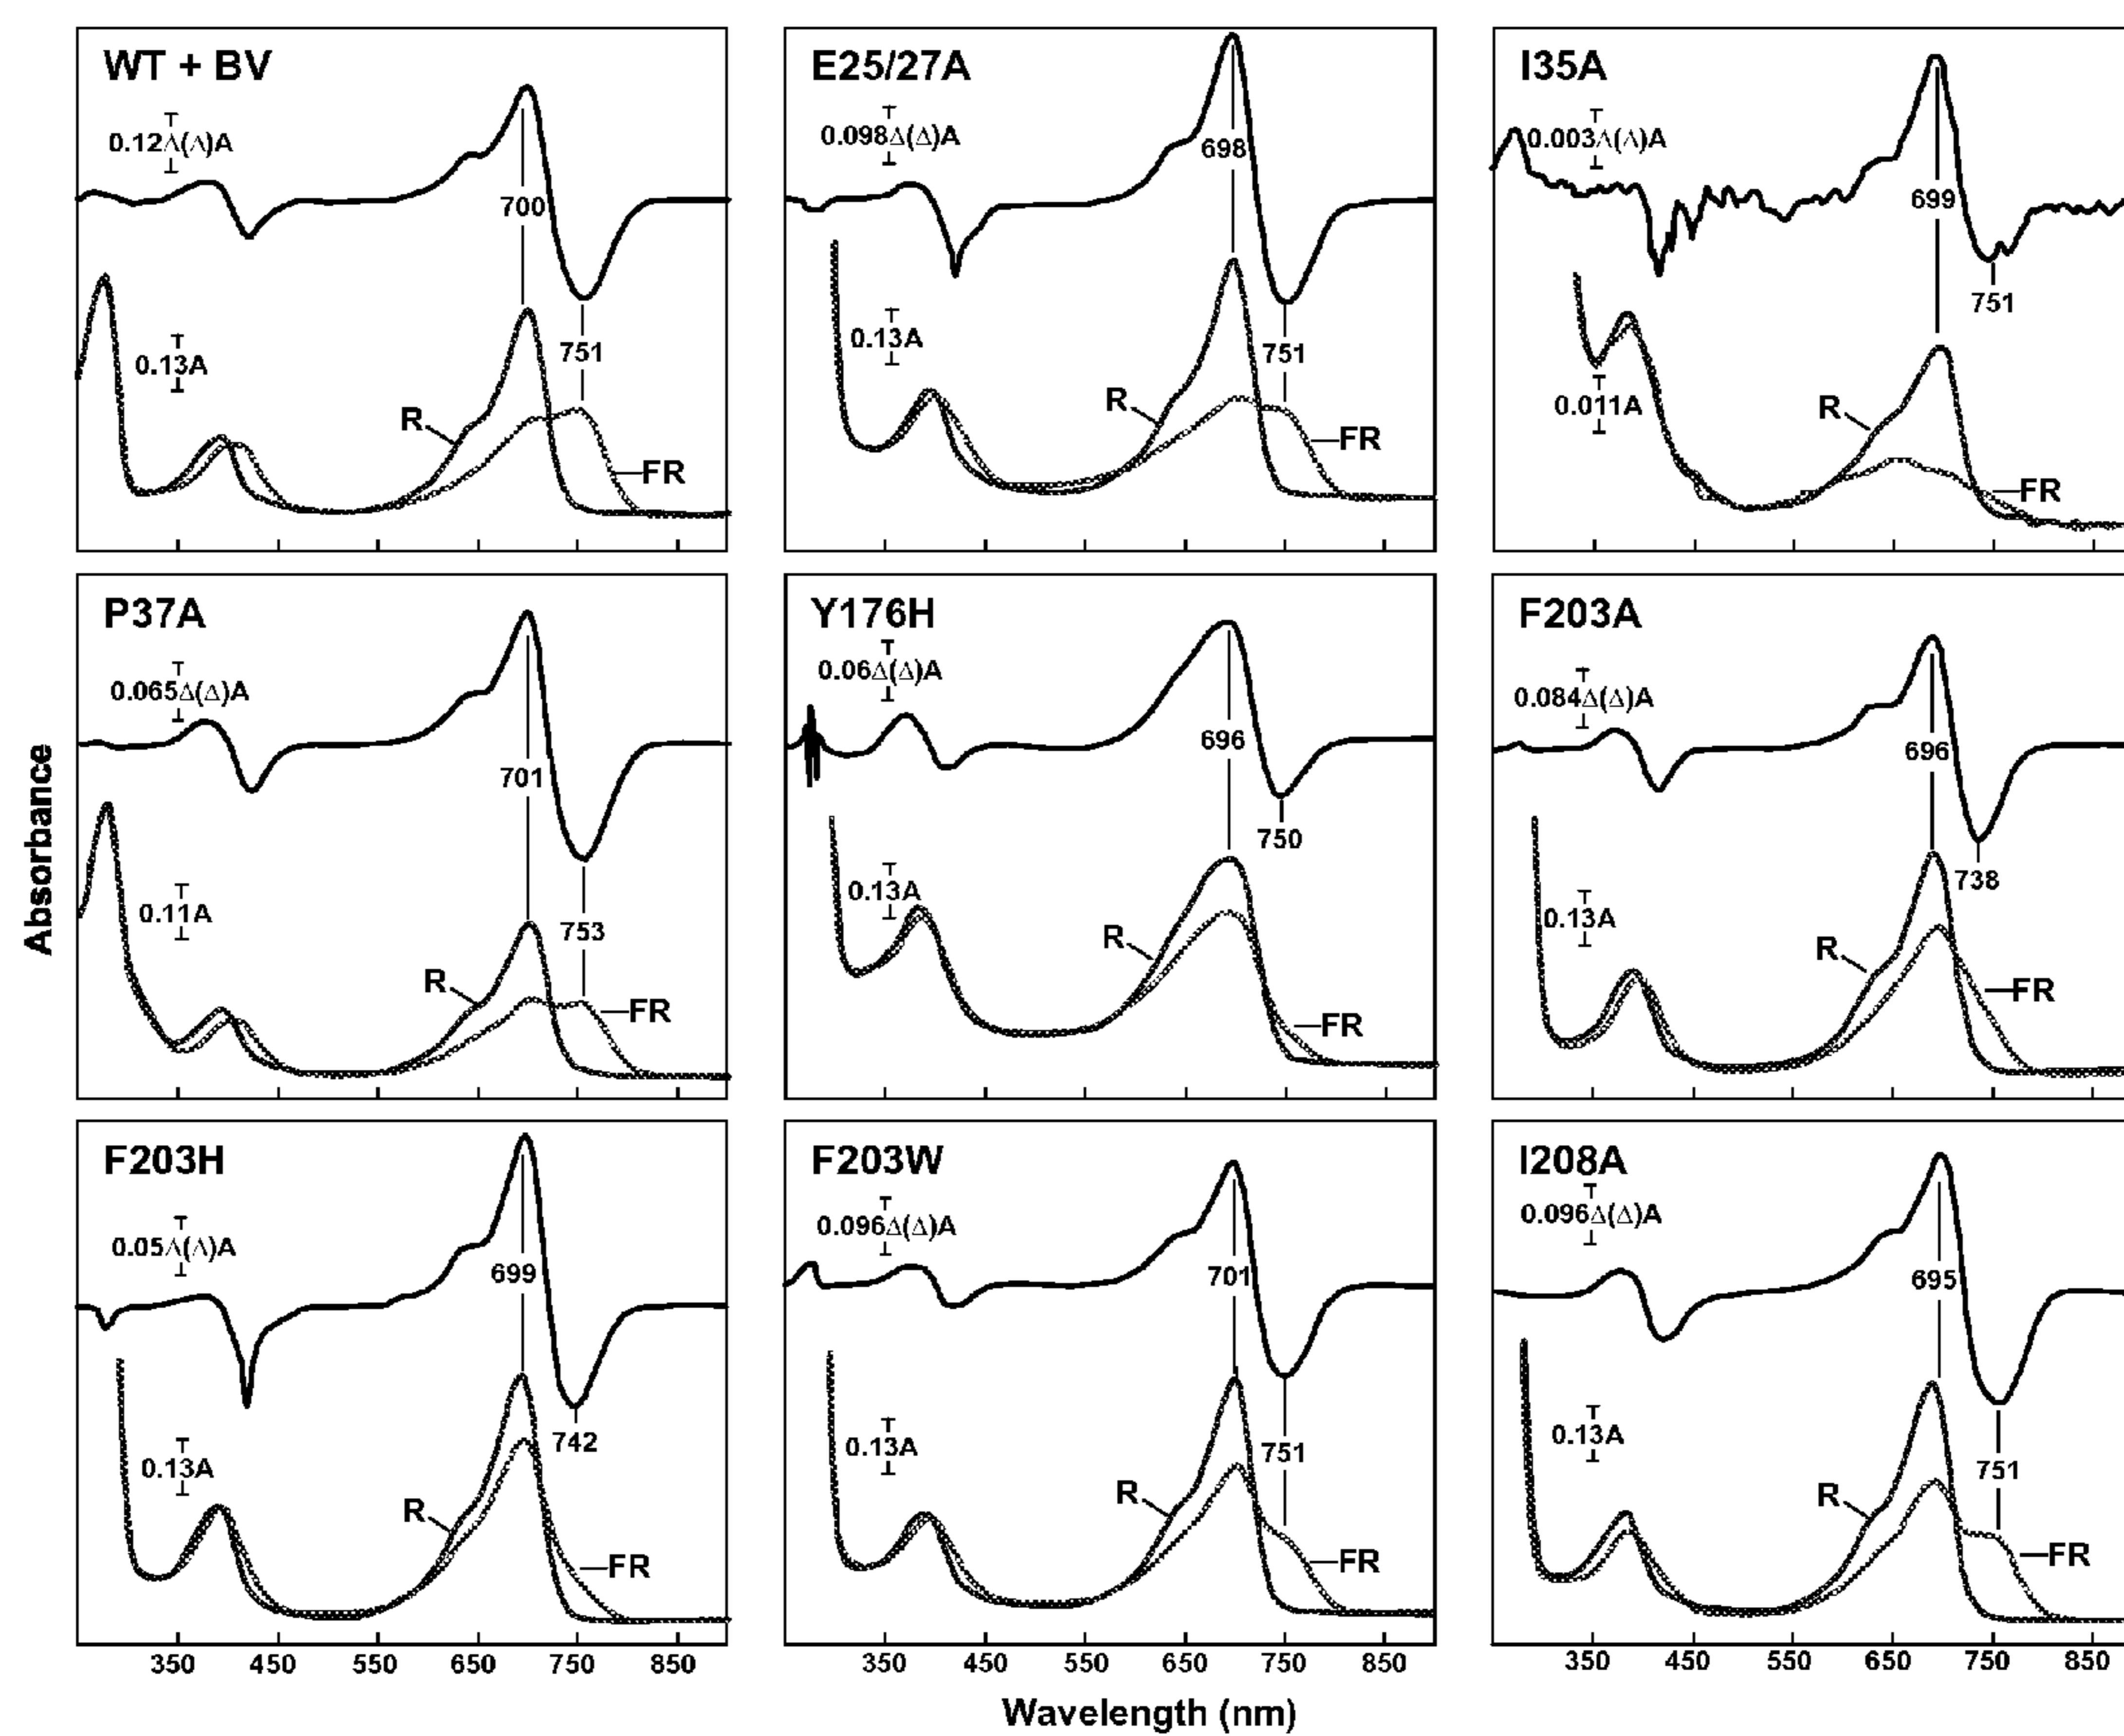 WT + BV
0.12Δ(Δ)A
700
0.13A
751
R
FR
E25/27A
0.098Δ(Δ)A
698
0.13A
751
R
FR
I35A
0.003Δ(Δ)A
699
751
0.011A
R
FR
P37A
0.065Δ(Δ)A
701
0.11A
753
R
FR
Y176H
0.06Δ(Δ)A
696
750
0.13A
R
FR
F203A
0.084Δ(Δ)A
696
738
0.13A
R
FR
F203H
0.05Δ(Δ)A
699
742
0.13A
R
FR
F203W
0.096Δ(Δ)A
701
0.13A
751
R
FR
I208A
0.096Δ(Δ)A
695
0.13A
751
R
FR
Absorbance
350 450 550 650 750 850
350 450 550 650 750 850
350 450 550 650 750 850
Wavelength (nm)